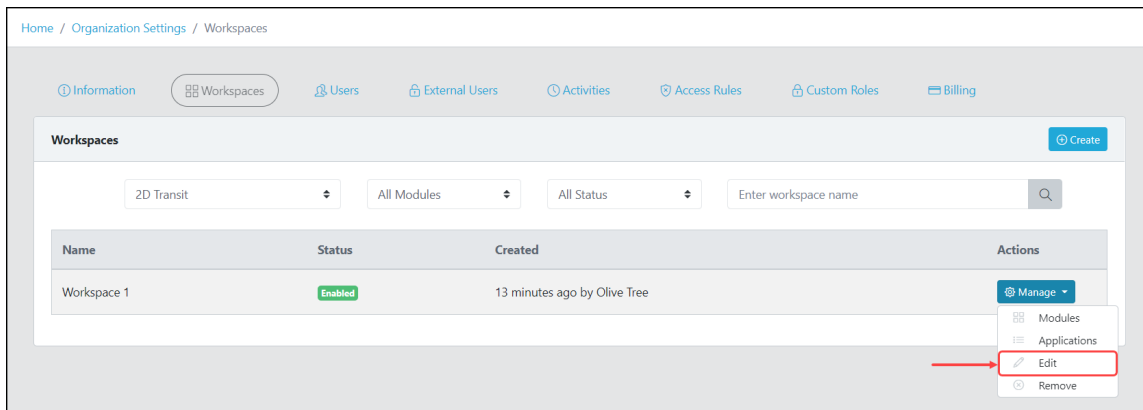 Home / Organization Settings / Workspaces
Information Workspaces Users External Users Activities Access Rules Custom Roles Billing
Workspaces Create
2D Transit All Modules All Status Enter workspace name
Name Status Created Actions
Workspace 1 Enabled 13 minutes ago by Olive Tree Manage
Modules
Applications
Edit
Remove